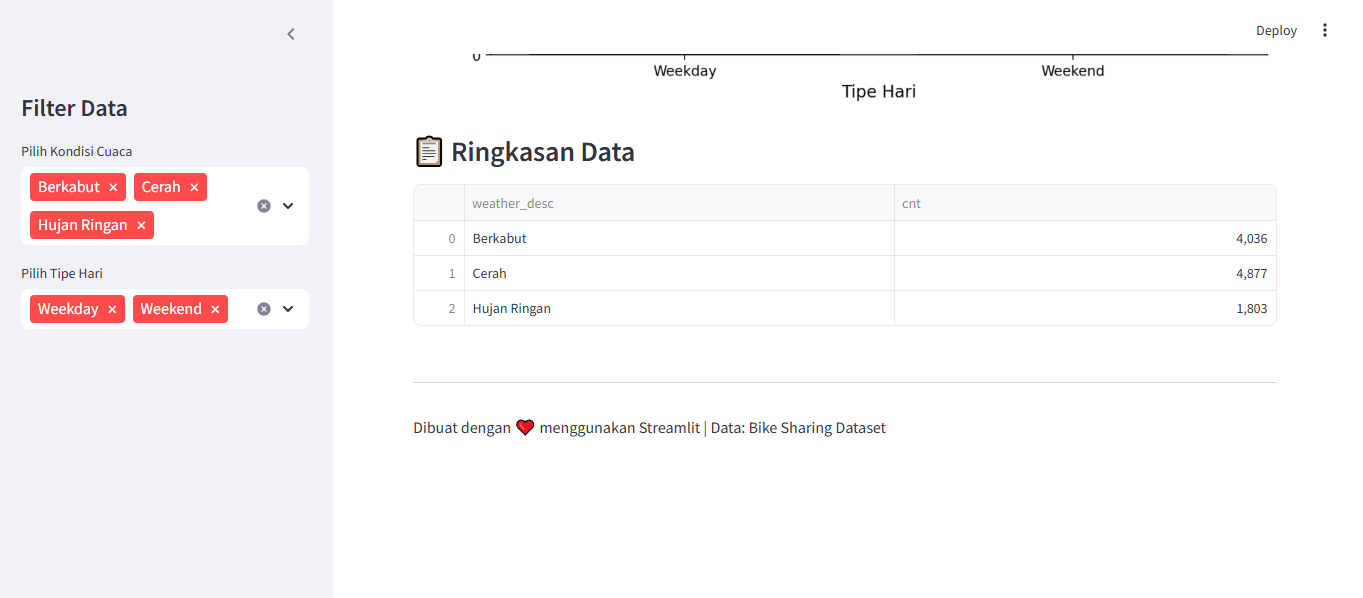 Deploy
Filter Data
Pilih Kondisi Cuaca
Berkabut × Cerah ×
Hujan Ringan ×
Pilih Tipe Hari
Weekday × Weekend ×
0
Weekday Weekend
Tipe Hari
📋 Ringkasan Data
weather_desc cnt
0 Berkabut 4,036
1 Cerah 4,877
2 Hujan Ringan 1,803
Dibuat dengan ❤️ menggunakan Streamlit | Data: Bike Sharing Dataset